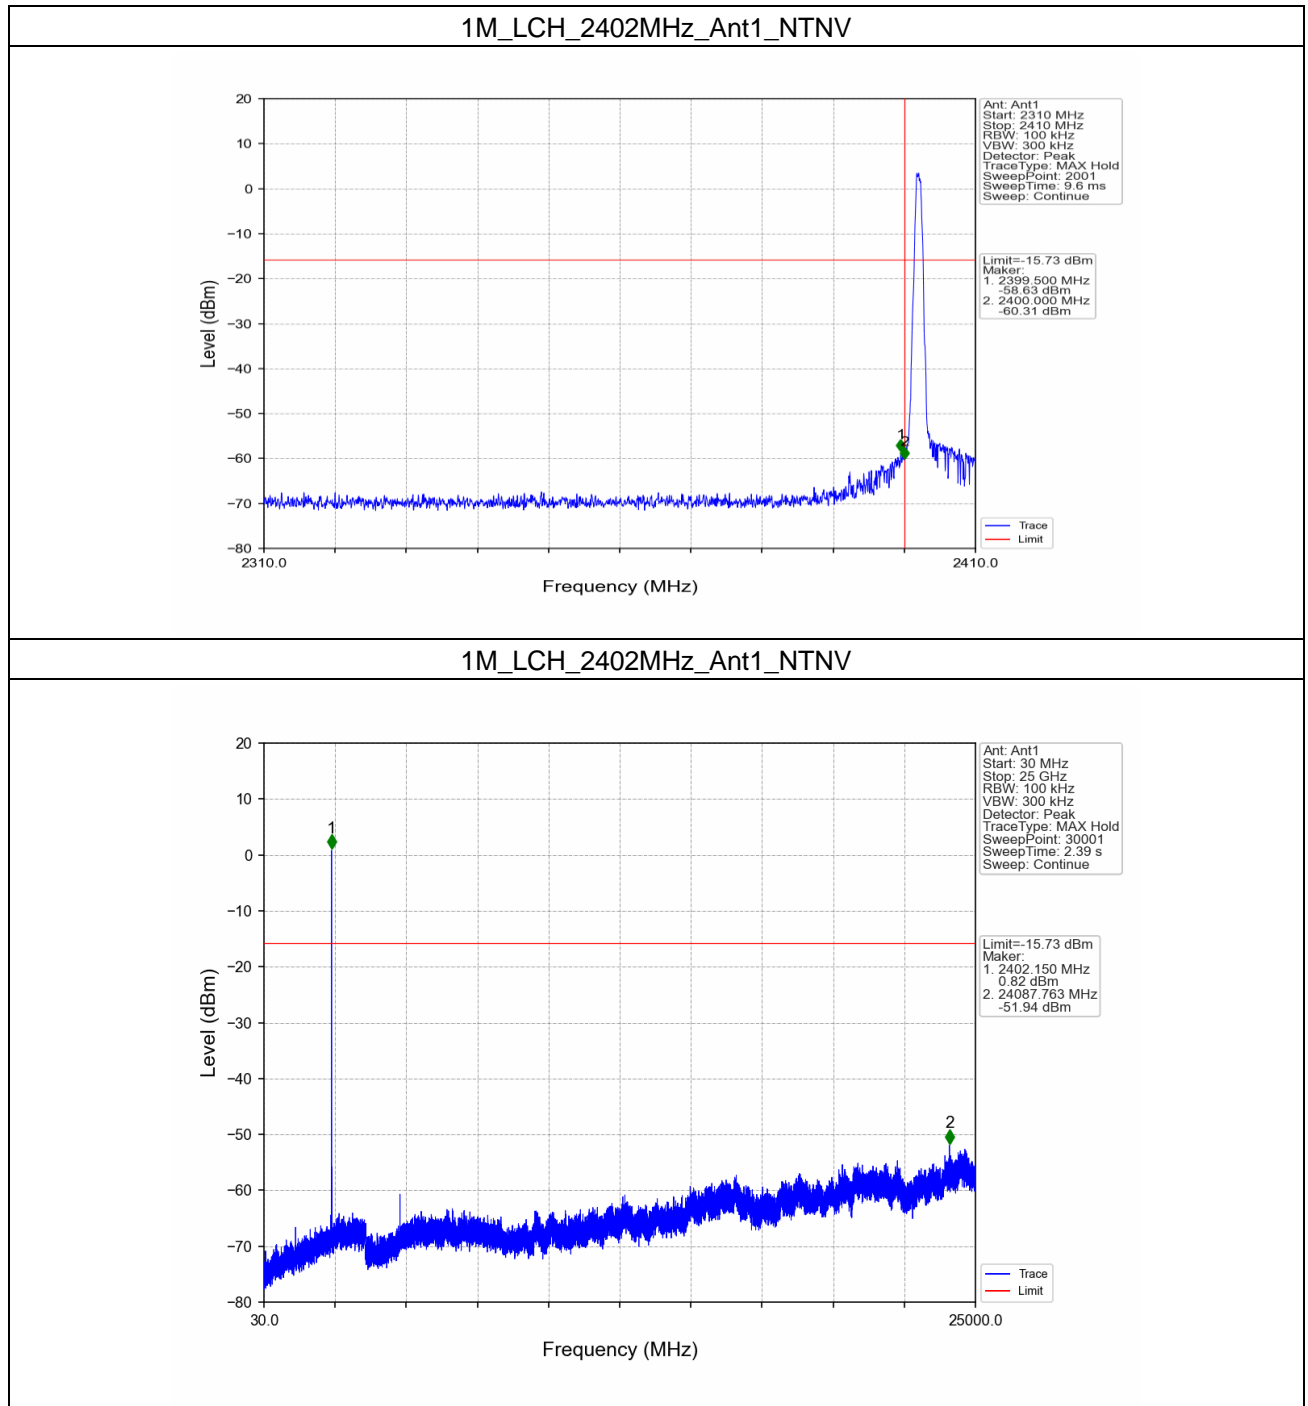 1M_LCH_2402MHz_Ant1_NTNV
20
10
0
−10
−20
−30
−40
−50
−60
−70
−80
Level (dBm)
2310.0
2410.0
Frequency (MHz)
1
2
Ant: Ant1
Start: 2310 MHz
Stop: 2410 MHz
RBW: 100 kHz
VBW: 300 kHz
Detector: Peak
TraceType: MAX Hold
SweepPoint: 2001
SweepTime: 9.6 ms
Sweep: Continue
Limit=-15.73 dBm
Maker:
1. 2399.500 MHz
-58.63 dBm
2. 2400.000 MHz
-60.31 dBm
Trace
Limit
1M_LCH_2402MHz_Ant1_NTNV
20
10
0
−10
−20
−30
−40
−50
−60
−70
−80
Level (dBm)
30.0
25000.0
Frequency (MHz)
1
2
Ant: Ant1
Start: 30 MHz
Stop: 25 GHz
RBW: 100 kHz
VBW: 300 kHz
Detector: Peak
TraceType: MAX Hold
SweepPoint: 30001
SweepTime: 2.39 s
Sweep: Continue
Limit=-15.73 dBm
Maker:
1. 2402.150 MHz
0.82 dBm
2. 24087.763 MHz
-51.94 dBm
Trace
Limit